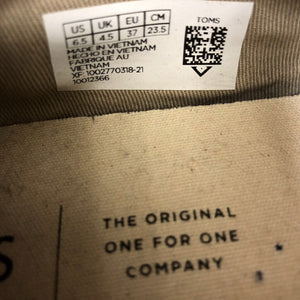 US UK EU CM
6.5 4.5 37 23.5
TOMS
MADE IN VIETNAM
HECHO EN VIETNAM
FABRIQUE AU
VIETNAM
XF: 1002770318-21
10012366
S
THE ORIGINAL
ONE FOR ONE
COMPANY